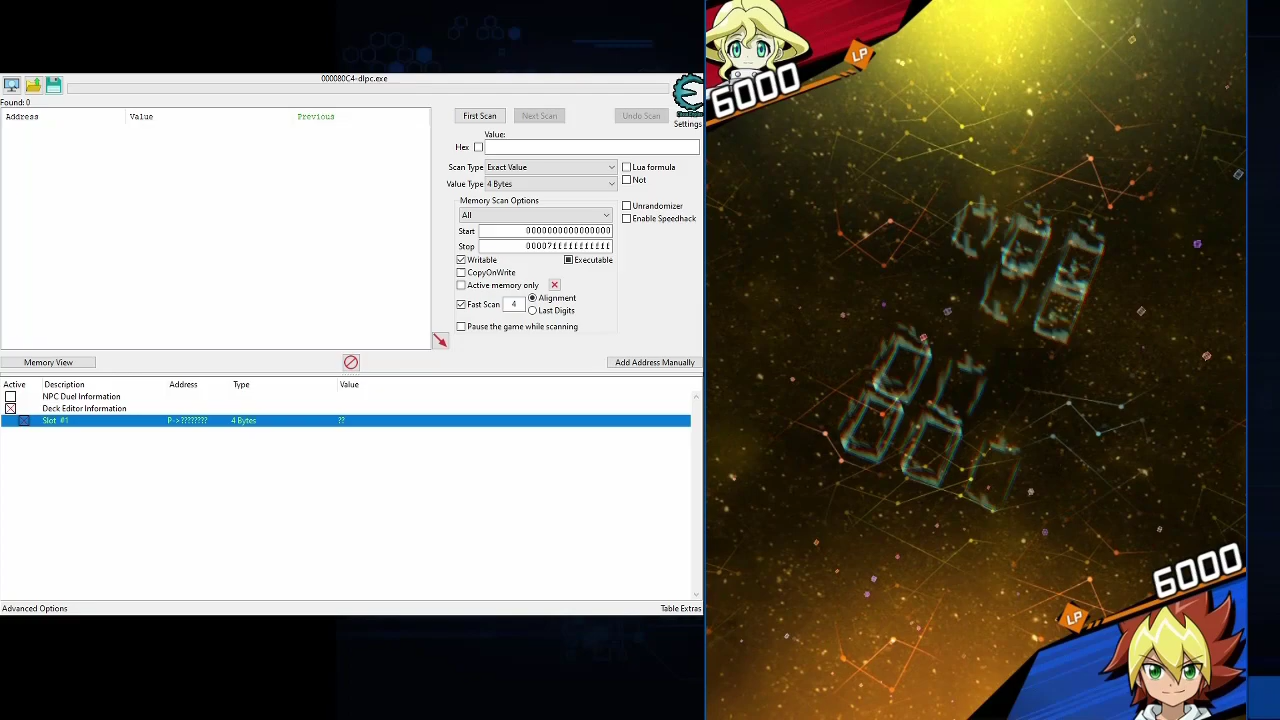 000080C4-dlpc.exe
Found: 0
Address Value Previous
First Scan Next Scan Undo Scan
Settings
Value:
Hex
Scan Type Exact Value Lua formula
Not
Value Type 4 Bytes
Memory Scan Options
All
Unrandomizer
Enable Speedhack
Start 0000000000000000
Stop 00007fffffffffff
Writable Executable
CopyOnWrite
Active memory only
Fast Scan 4 Alignment
Last Digits
Pause the game while scanning
Memory View Add Address Manually
Active Description Address Type Value
NPC Duel Information
Deck Editor Information
Slot #1 P->???????? 4 Bytes ??
Advanced Options Table Extras
LP
6000
6000
LP